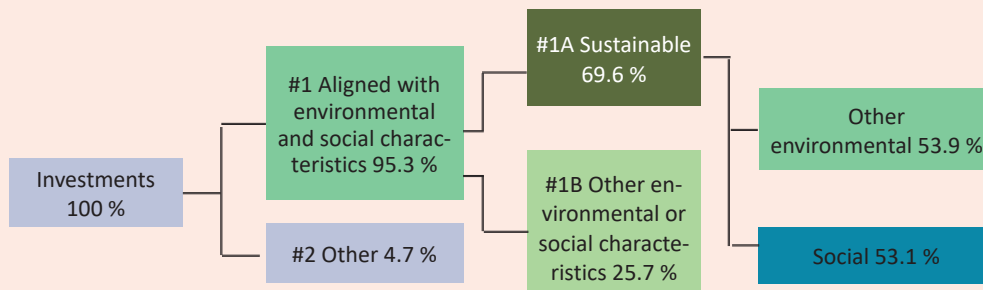 Investments
100 %
#1 Aligned with
environmental
and social charac-
teristics 95.3 %
#2 Other 4.7 %
#1A Sustainable
69.6 %
#1B Other en-
vironmental or
social characte-
ristics 25.7 %
Other
environmental 53.9 %
Social 53.1 %